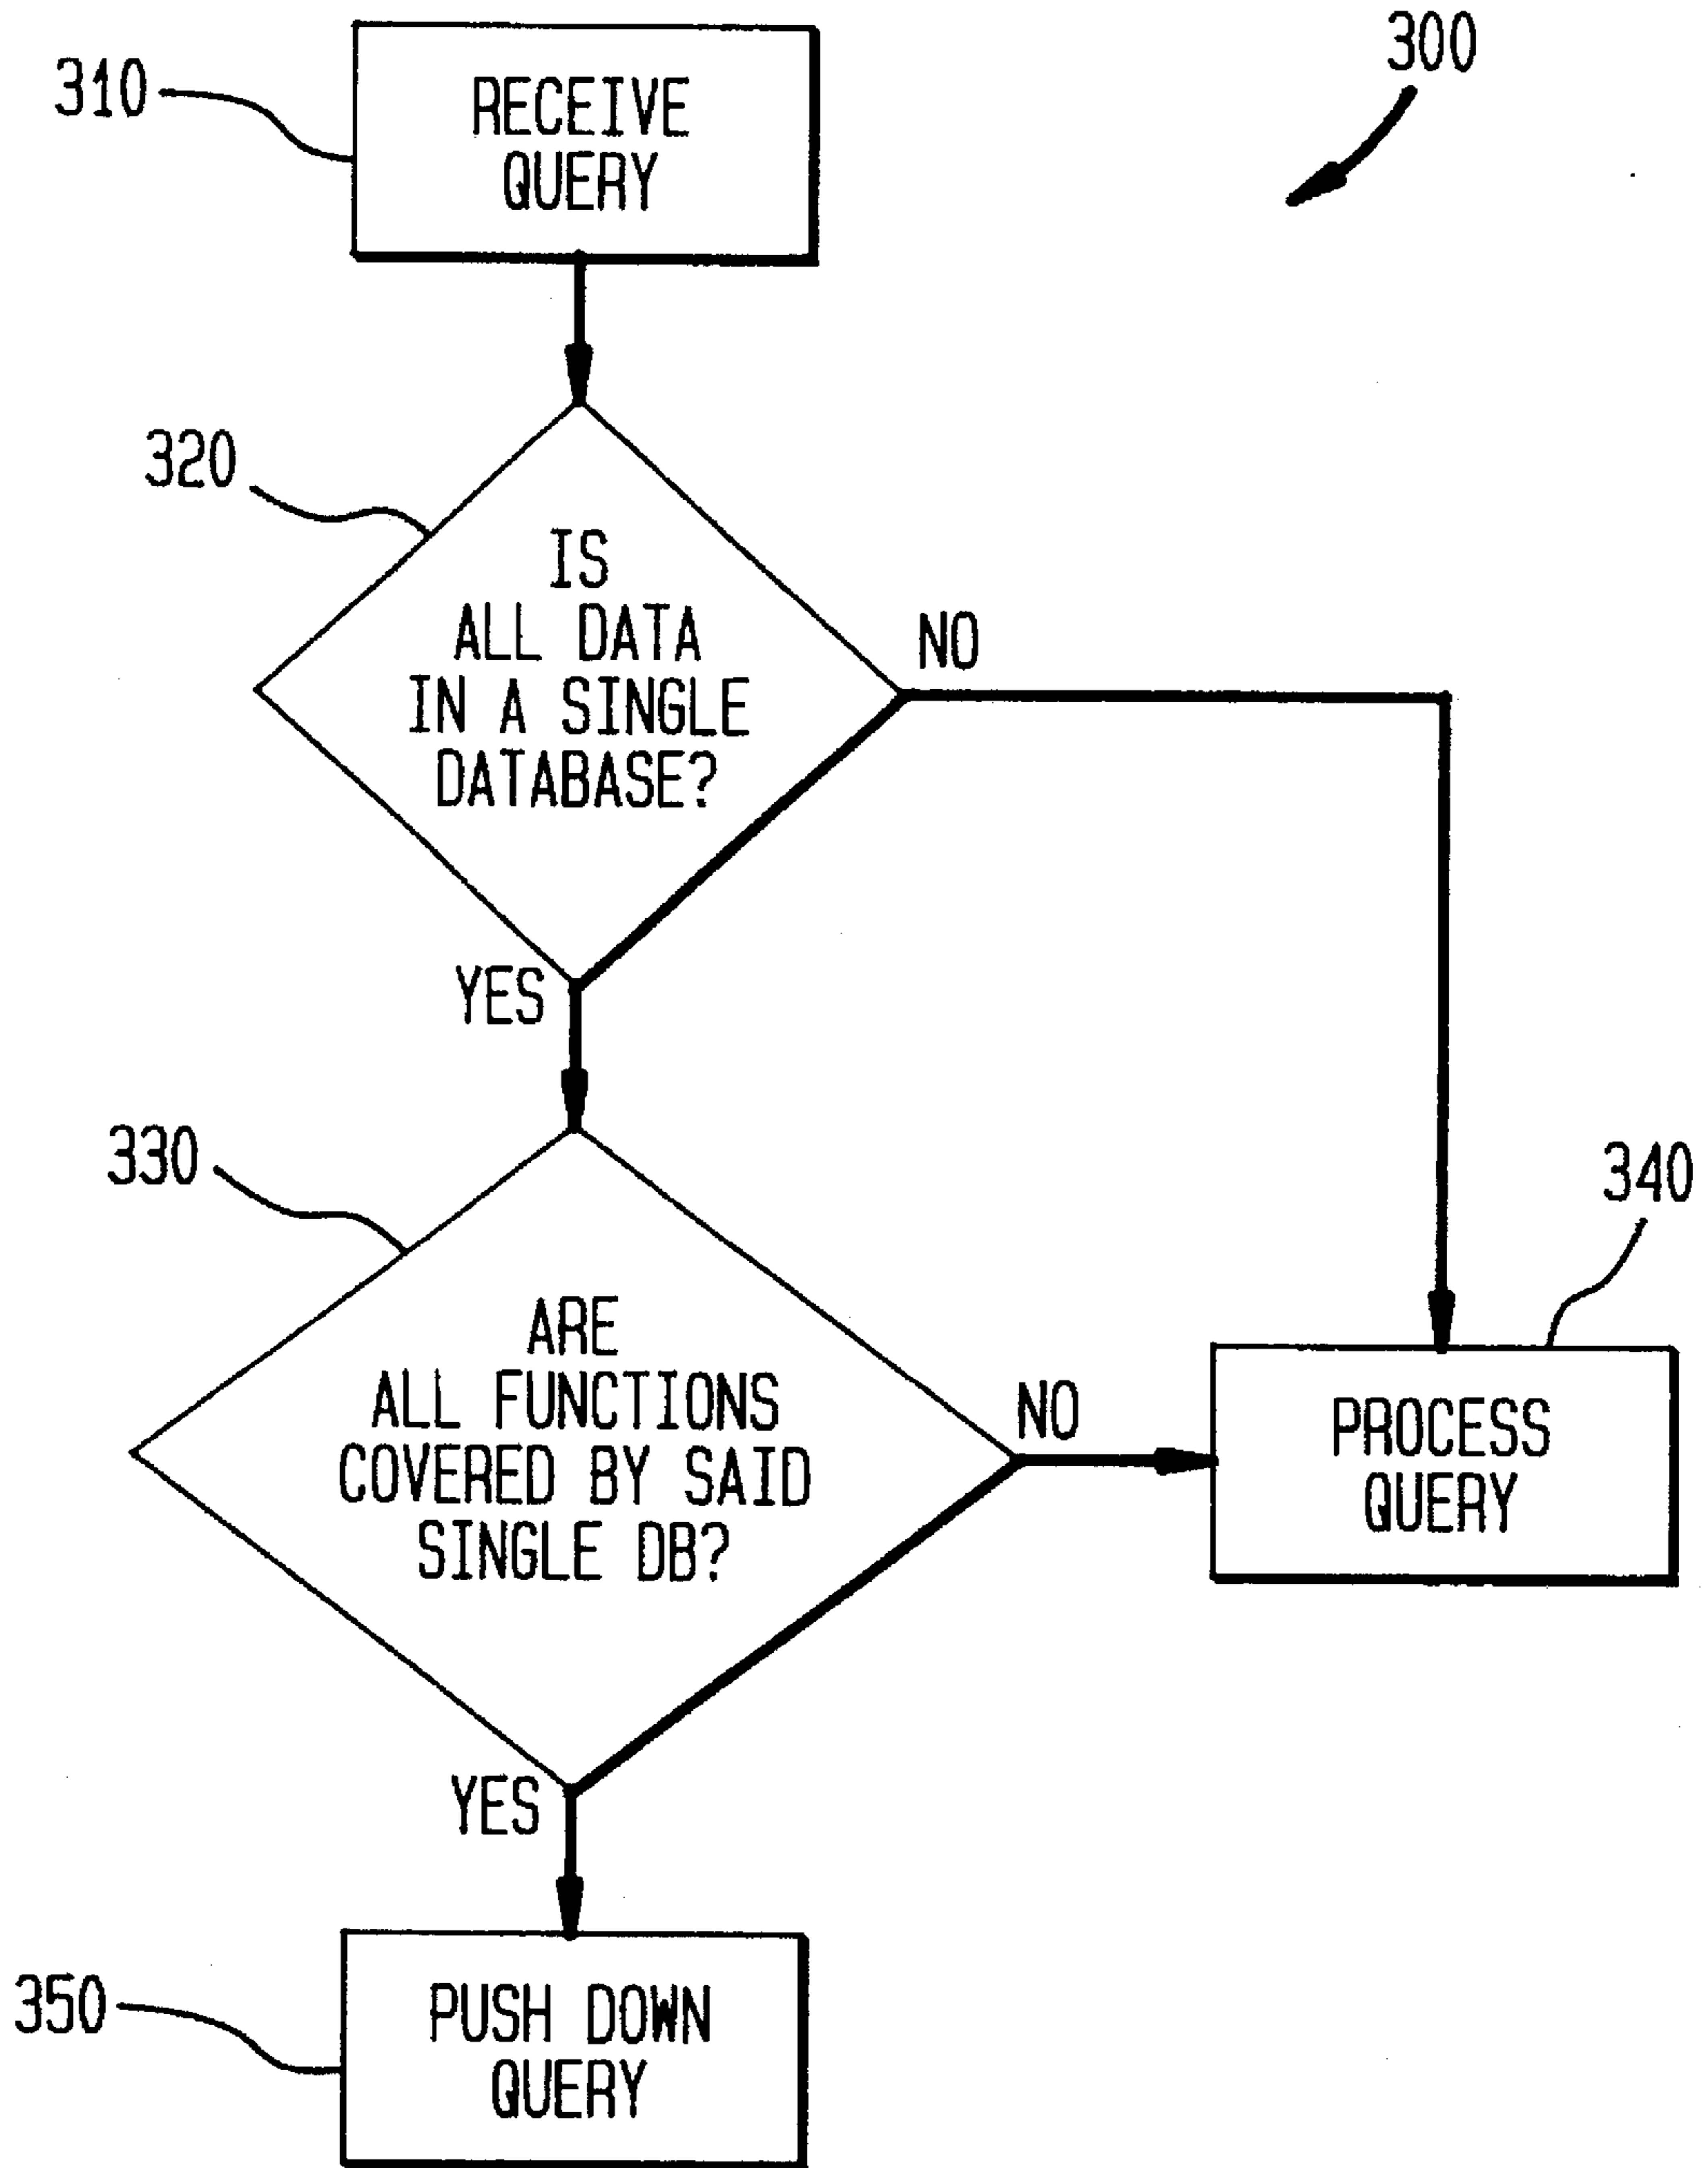 300
310
RECEIVE
QUERY
320
IS
ALL DATA
IN A SINGLE
DATABASE?
NO
YES
330
ARE
ALL FUNCTIONS
COVERED BY SAID
SINGLE DB?
NO
340
PROCESS
QUERY
YES
350
PUSH DOWN
QUERY